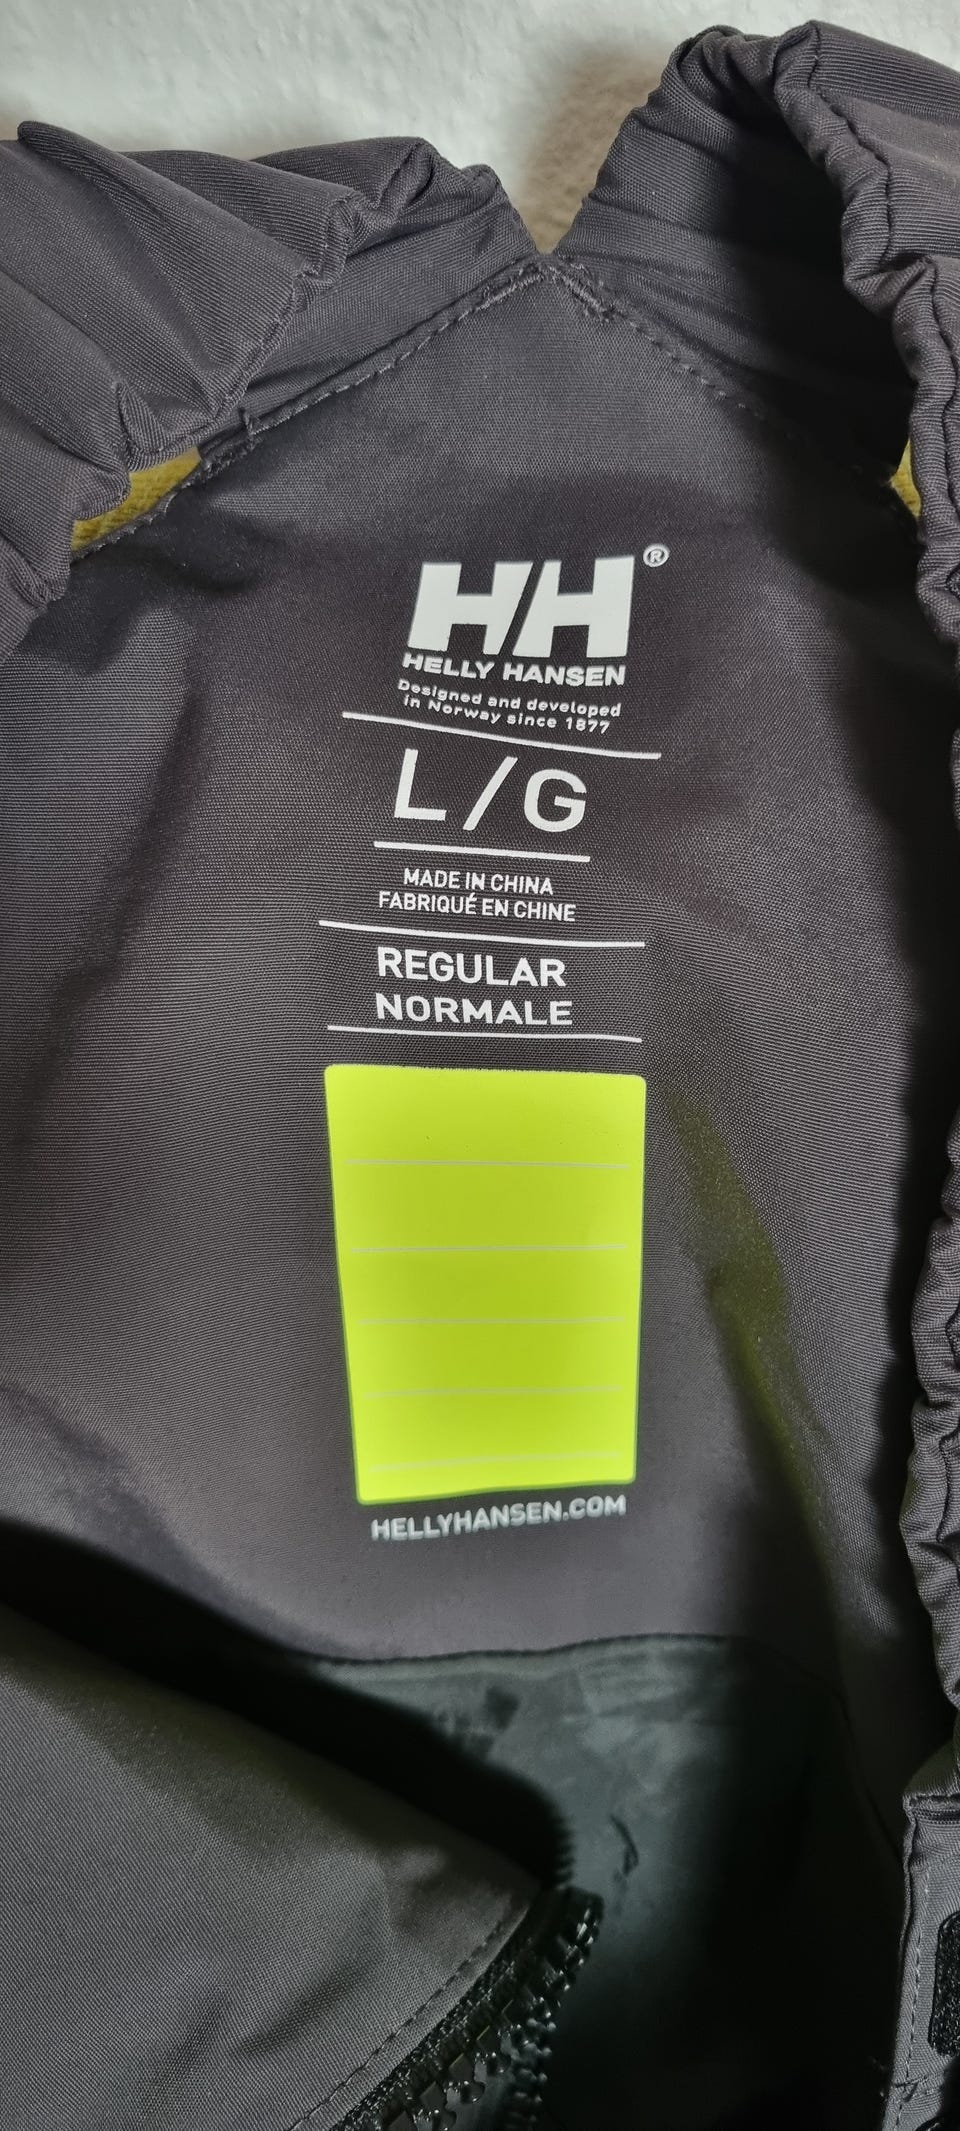 HH®
HELLY HANSEN
Designed and developed
in Norway since 1877
L/G
MADE IN CHINA
FABRIQUÉ EN CHINE
REGULAR
NORMALE
HELLYHANSEN.COM